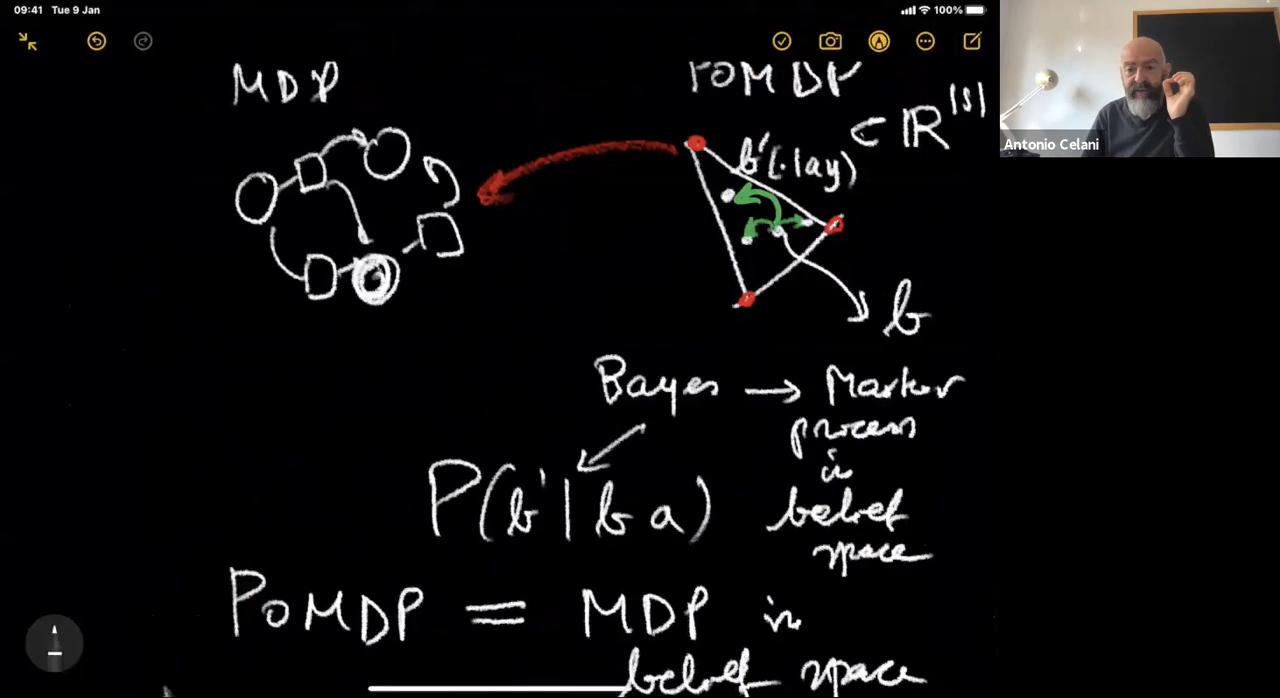 09:41 Tue 9 Jan
100%
MDP
POMDP
⊂ ℝ^|S|
b'(·|ay)
b
Bayes → Markov
process
in
belief
space
P(b'|b a)
POMDP = MDP in
belief space
Antonio Celani